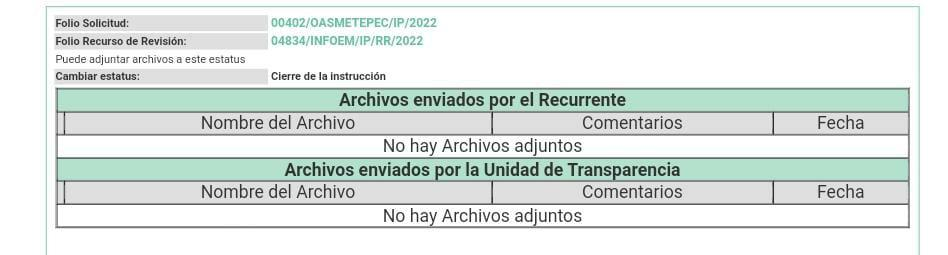 Folio Solicitud: 00402/OASMETEPEC/IP/2022
Folio Recurso de Revisión: 04834/INFOEM/IP/RR/2022
Puede adjuntar archivos a este estatus
Cambiar estatus: Cierre de la instrucción
Archivos enviados por el Recurrente
Nombre del Archivo Comentarios Fecha
No hay Archivos adjuntos
Archivos enviados por la Unidad de Transparencia
Nombre del Archivo Comentarios Fecha
No hay Archivos adjuntos